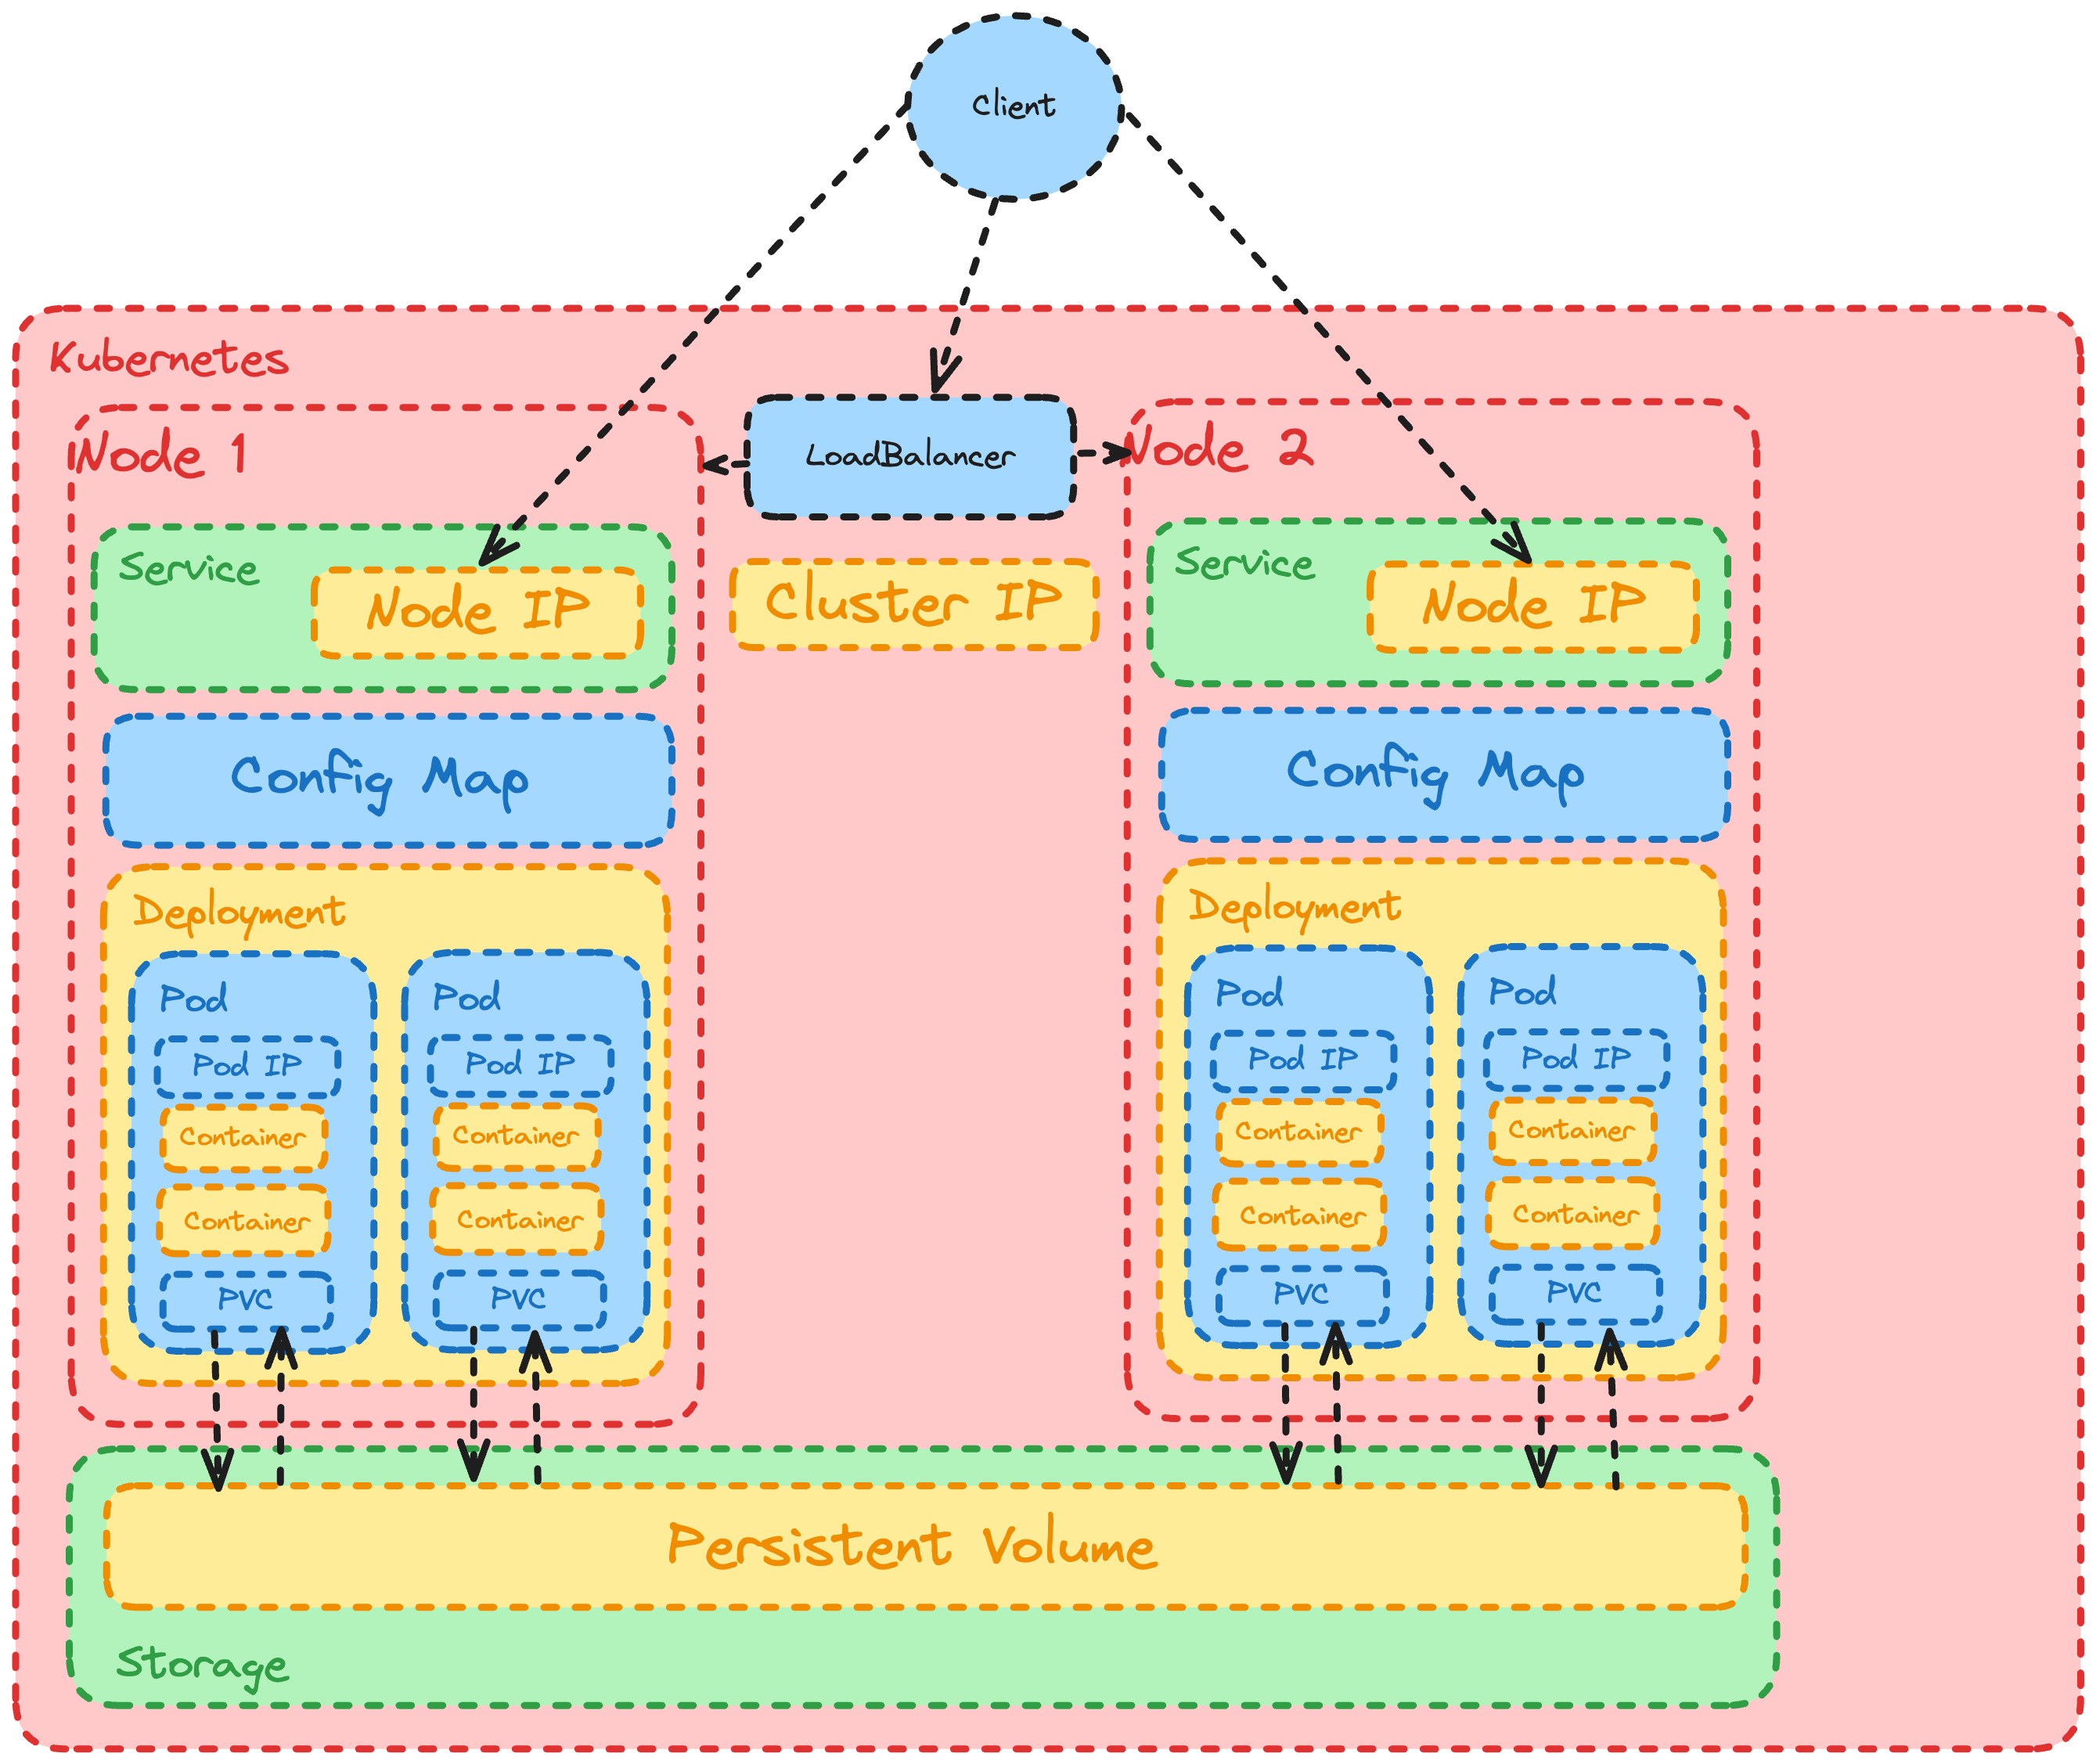 Client
Kubernetes
Node 1
LoadBalancer
Node 2
Service
Node IP
Cluster IP
Service
Node IP
Config Map
Config Map
Deployment
Pod
Pod IP
Container
Container
PVC
Pod
Pod IP
Container
Container
PVC
Deployment
Pod
Pod IP
Container
Container
PVC
Pod
Pod IP
Container
Container
PVC
Persistent Volume
Storage